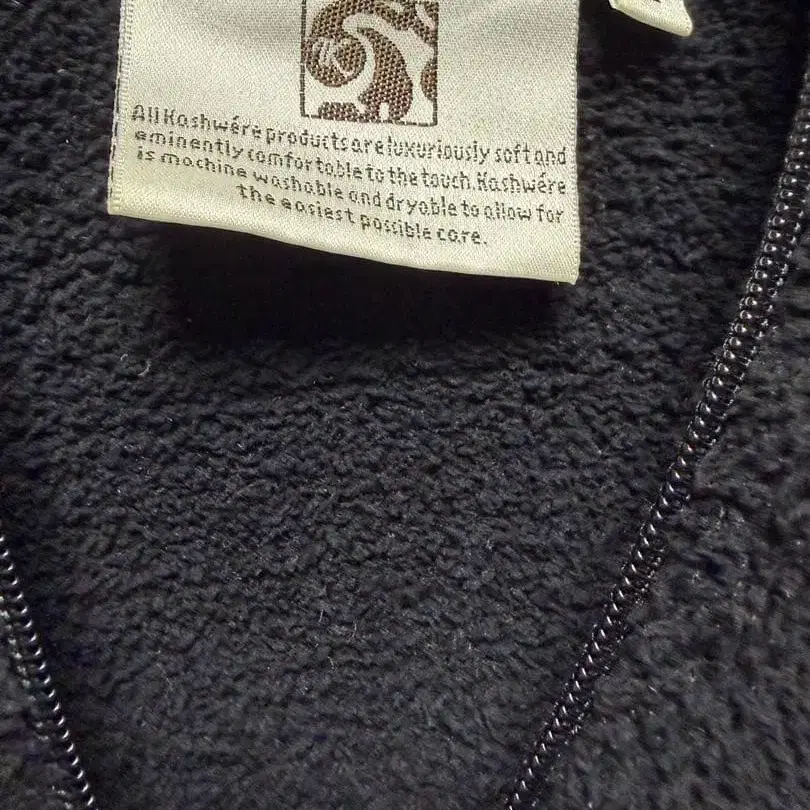 All Kashwére products are luxuriously soft and
eminently comfortable to the touch. Kashwére
is machine washable and dryable to allow for
the easiest possible care.